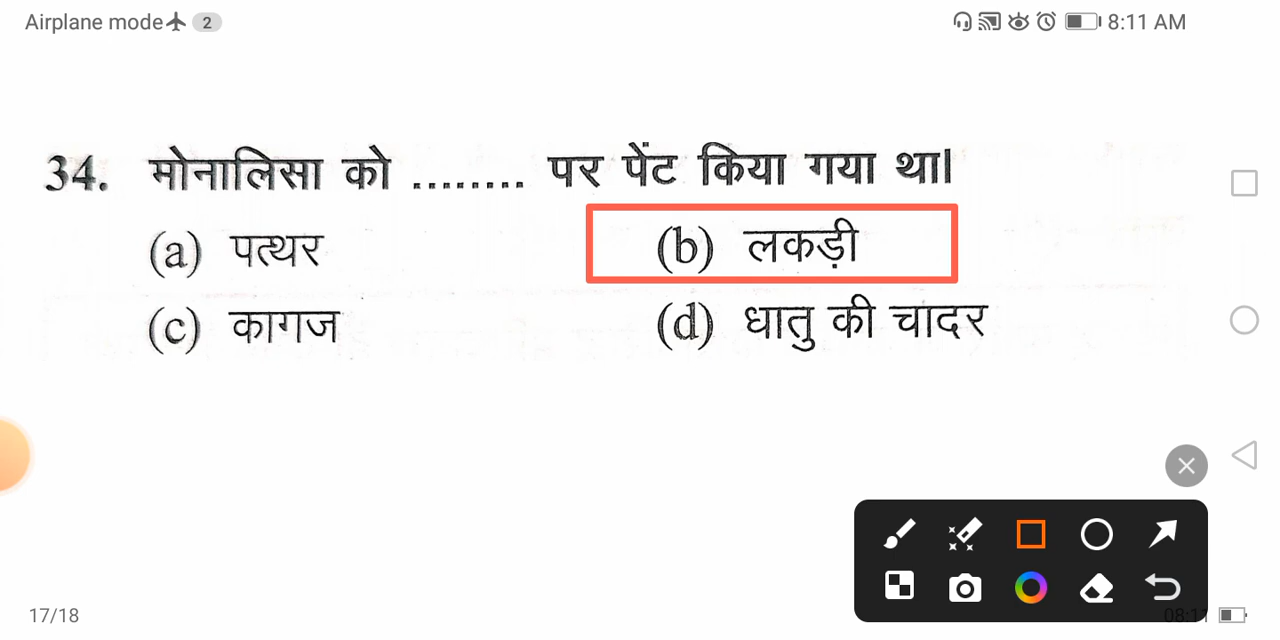 Airplane mode 2 8:11 AM
34. मोनालिसा को ........ पर पेंट किया गया था।
(a) पत्थर (b) लकड़ी
(c) कागज (d) धातु की चादर
17/18 08:11